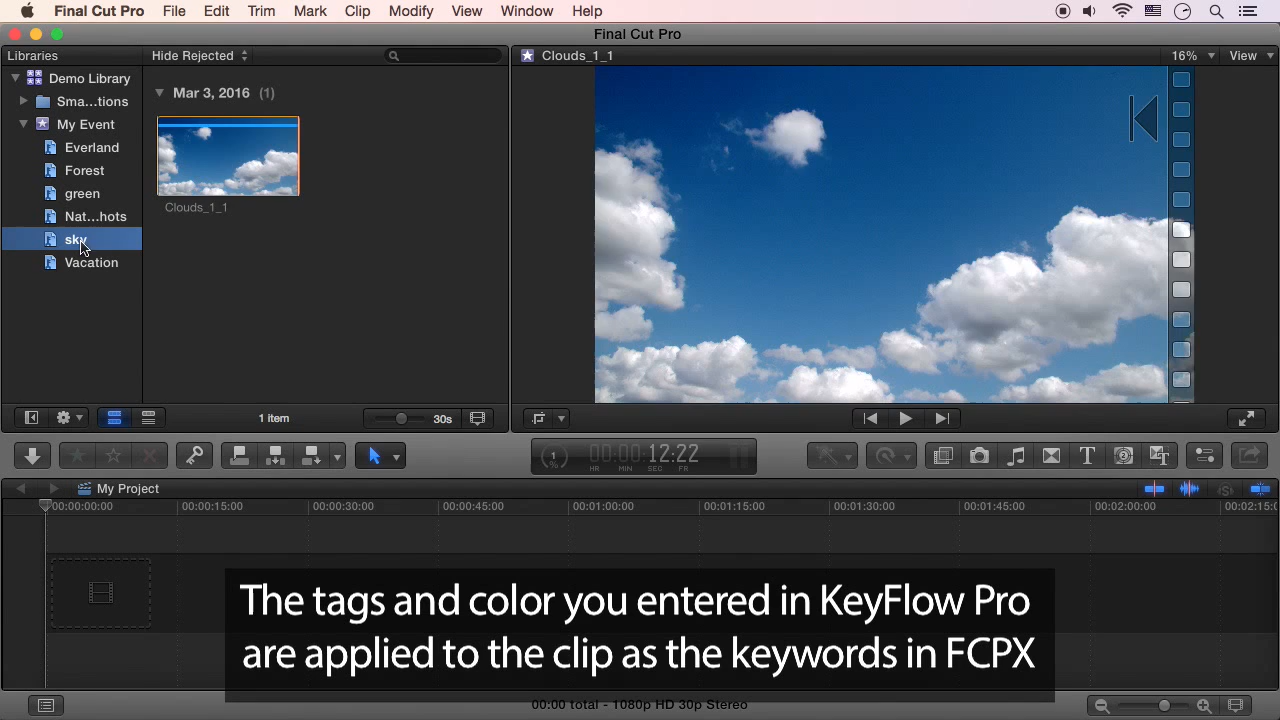 Final Cut Pro File Edit Trim Mark Clip Modify View Window Help
Final Cut Pro
Libraries
Hide Rejected
Clouds_1_1
16%
View
Demo Library
Sma...tions
My Event
Everland
Forest
green
Nat...hots
sky
Vacation
Mar 3, 2016 (1)
Clouds_1_1
1 item
30s
1
%
00:00:12:22
HR MIN SEC FR
My Project
00:00:00:00 00:00:15:00 00:00:30:00 00:00:45:00 00:01:00:00 00:01:15:00 00:01:30:00 00:01:45:00 00:02:00:00 00:02:15:0
The tags and color you entered in KeyFlow Pro
are applied to the clip as the keywords in FCPX
00:00 total - 1080p HD 30p Stereo